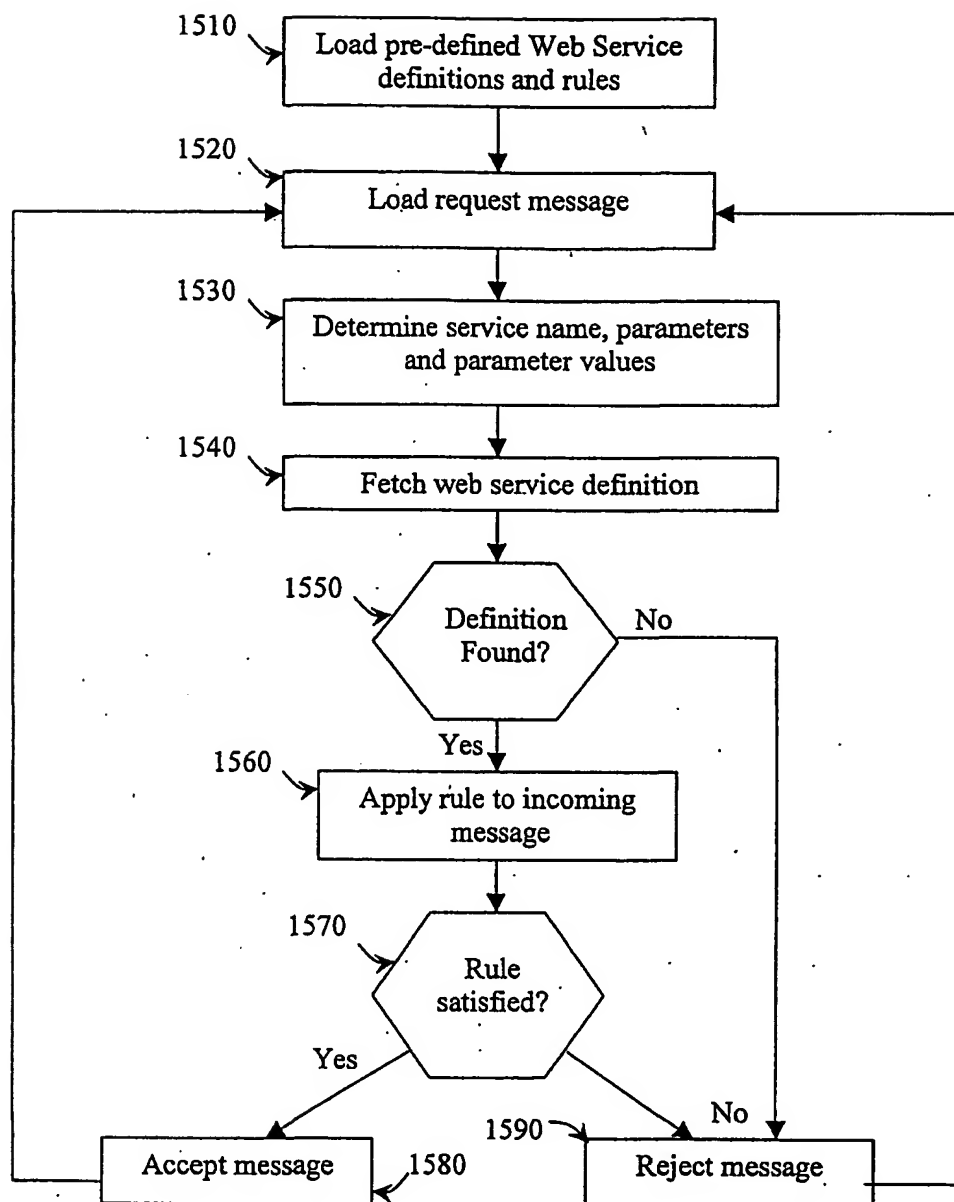 1510
Load pre-defined Web Service
definitions and rules
1520
Load request message
1530
Determine service name, parameters
and parameter values
1540
Fetch web service definition
1550
Definition
Found?
No
Yes
1560
Apply rule to incoming
message
1570
Rule
satisfied?
Yes
No
Accept message
1580
1590
Reject message